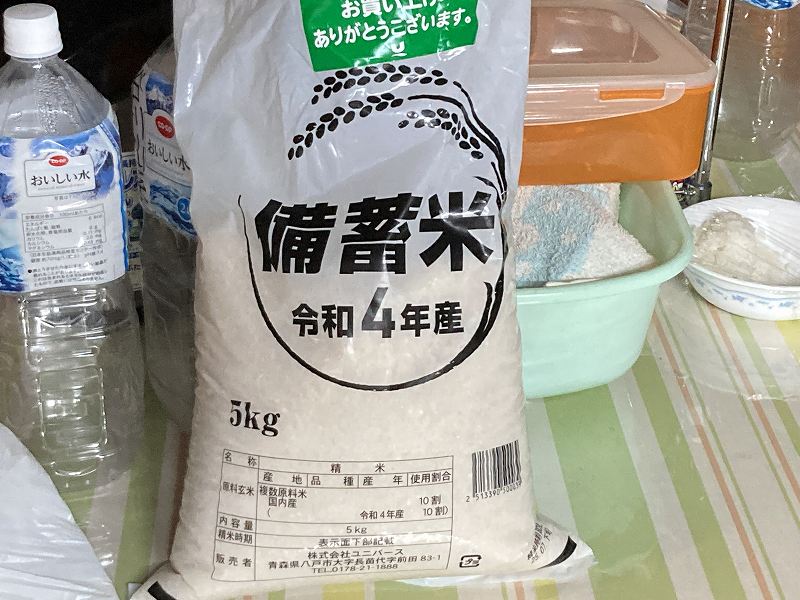 お買い上げ
ありがとうございます。
備蓄米
令和4年産
5kg
名称 精米
原料玄米 産地 品種 産年 使用割合
複数原料米
国内産 10割
( 令和4年産 10割)
内容量 5kg
精米時期 表示面下部記載
販売者 株式会社ユニバース
青森県八戸市大字長苗代字前田83-1
TEL.0178-21-1888
CO・OP
おいしい水
CO・OP
おいしい水